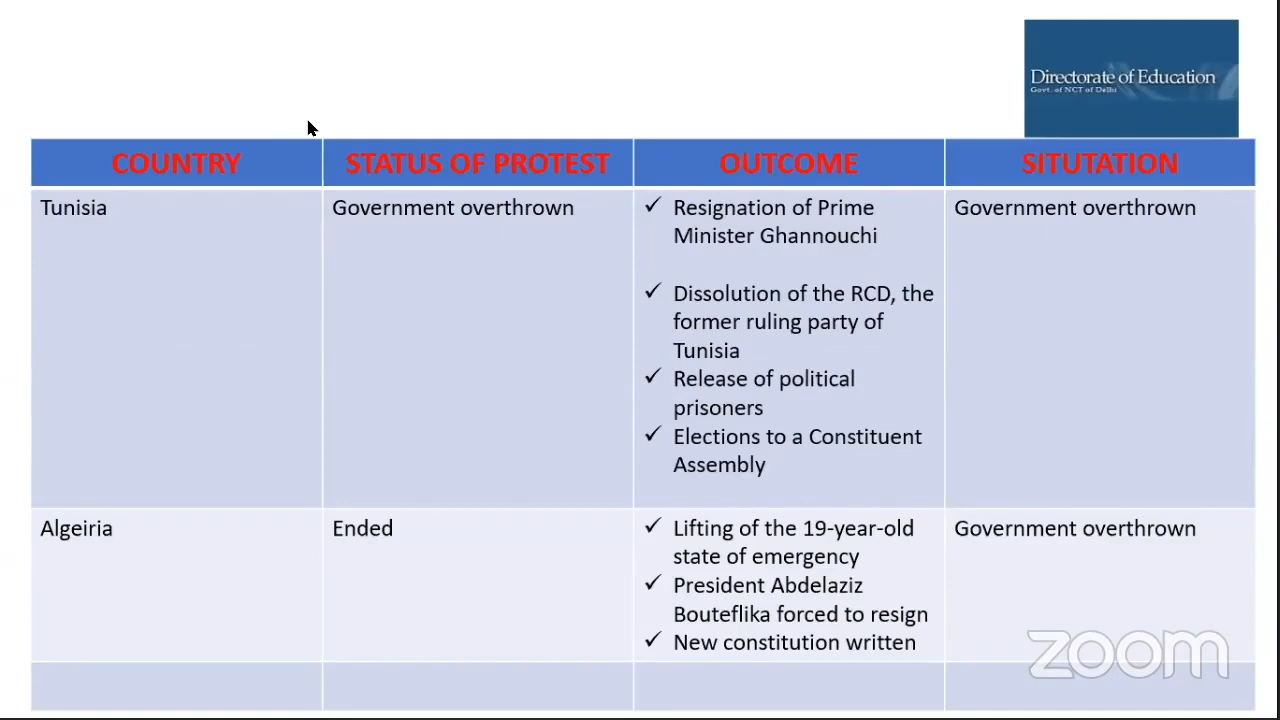 Directorate of Education
Govt. of NCT of Delhi
COUNTRY
STATUS OF PROTEST
OUTCOME
SITUTATION
Tunisia
Government overthrown
✓ Resignation of Prime
Minister Ghannouchi
✓ Dissolution of the RCD, the
former ruling party of
Tunisia
✓ Release of political
prisoners
✓ Elections to a Constituent
Assembly
Government overthrown
Algeiria
Ended
✓ Lifting of the 19-year-old
state of emergency
✓ President Abdelaziz
Bouteflika forced to resign
✓ New constitution written
Government overthrown
zoom